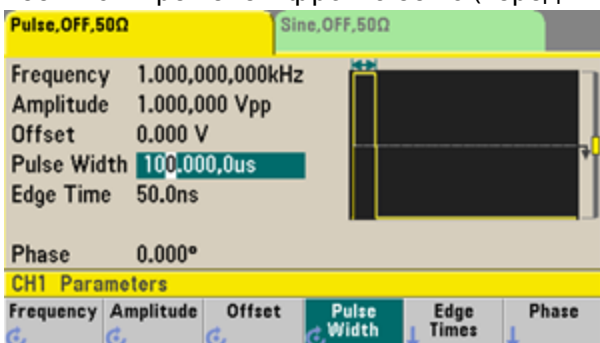 Pulse,OFF,50Ω Sine,OFF,50Ω
Frequency 1.000,000,000kHz
Amplitude 1.000,000 Vpp
Offset 0.000 V
Pulse Width 100.000,0us
Edge Time 50.0ns
Phase 0.000°
CH1 Parameters
Frequency Amplitude Offset Pulse Width Edge Times Phase